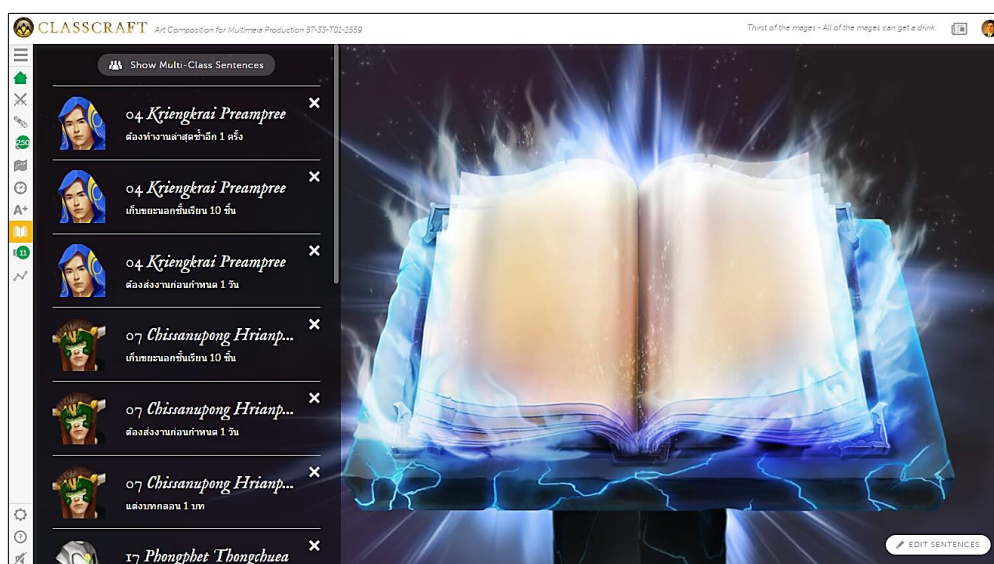 CLASSCRAFT Art Composition for Multimeia Production 57-33-T01-2559
Thirst of the mages - All of the mages can get a drink.
Show Multi-Class Sentences
04 Kriengkrai Preampree
ต้องทำงานล่าสุดซ้ำอีก 1 ครั้ง
04 Kriengkrai Preampree
เก็บขยะนอกชั้นเรียน 10 ชิ้น
04 Kriengkrai Preampree
ต้องส่งงานก่อนกำหนด 1 วัน
07 Chissanupong Hrianp...
เก็บขยะนอกชั้นเรียน 10 ชิ้น
07 Chissanupong Hrianp...
ต้องส่งงานก่อนกำหนด 1 วัน
07 Chissanupong Hrianp...
แต่งบทกลอน 1 บท
17 Phongphet Thongchuea
250
A+
11
EDIT SENTENCES